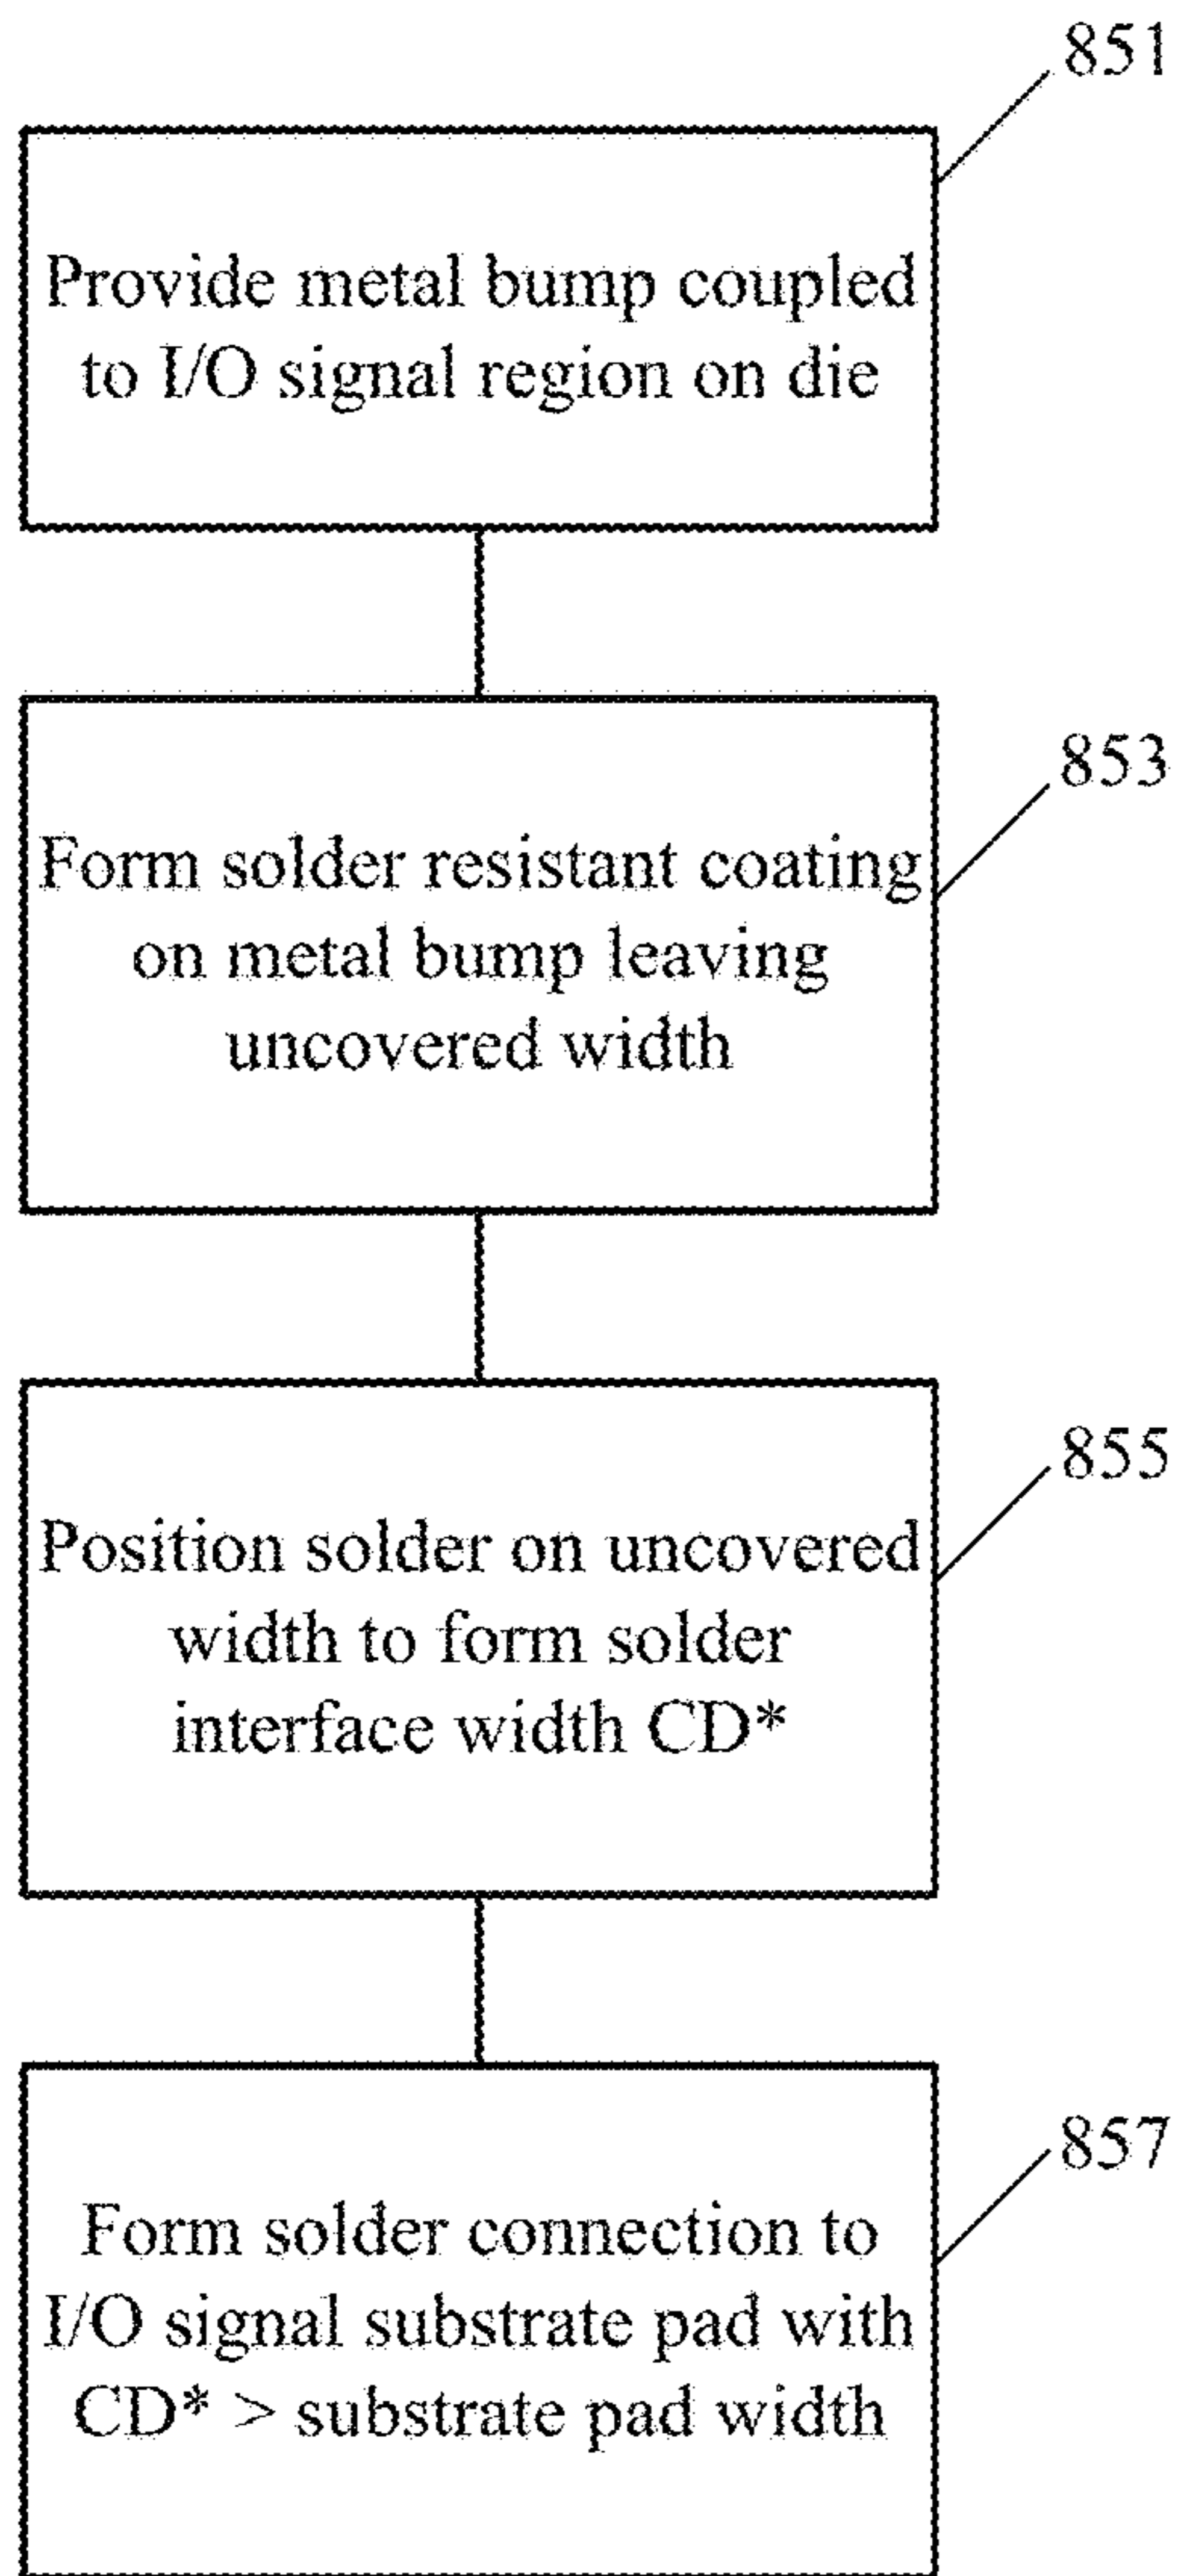 851
Provide metal bump coupled
to I/O signal region on die
853
Form solder resistant coating
on metal bump leaving
uncovered width
855
Position solder on uncovered
width to form solder
interface width CD*
857
Form solder connection to
I/O signal substrate pad with
CD* > substrate pad width